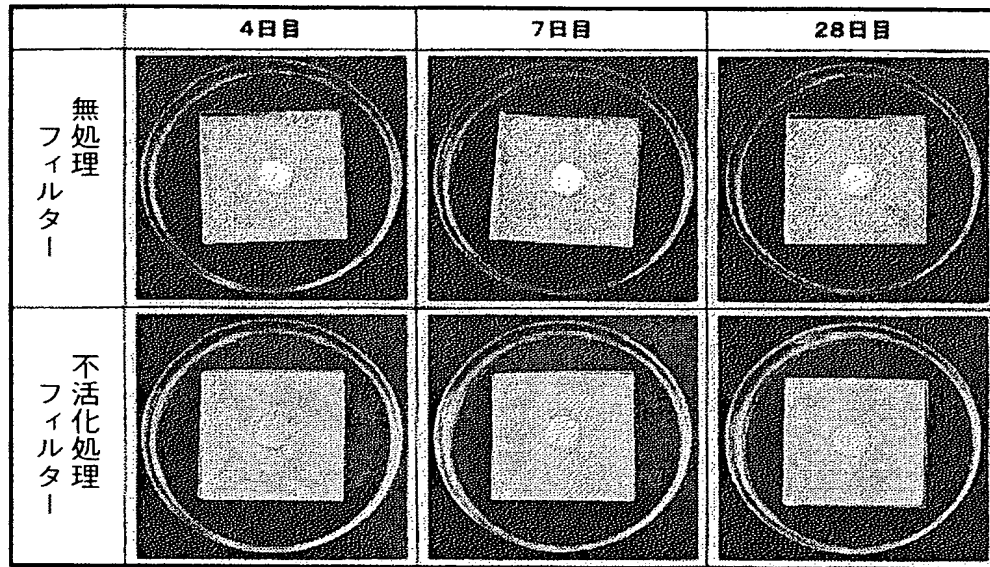 4日目
7日目
28日目
無処理
フィルター
不活化処理
フィルター